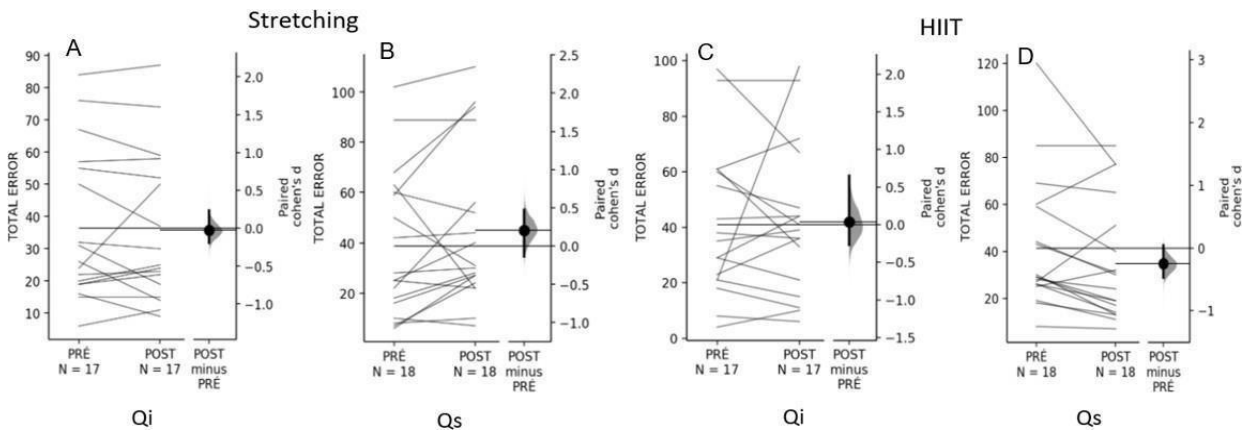 Stretching
HIIT
A
90
80
70
60
50
40
30
20
10
TOTAL ERROR
2.0
1.5
1.0
0.5
0.0
−0.5
−1.0
Paired
cohen's d
PRÉ
N = 17
POST
N = 17
POST
minus
PRÉ
Qi
B
100
80
60
40
20
TOTAL ERROR
2.5
2.0
1.5
1.0
0.5
0.0
−0.5
−1.0
Paired
cohen's d
PRÉ
N = 18
POST
N = 18
POST
minus
PRÉ
Qs
C
100
80
60
40
20
0
TOTAL ERROR
2.0
1.5
1.0
0.5
0.0
−0.5
−1.0
−1.5
Paired
cohen's d
PRÉ
N = 17
POST
N = 17
POST
minus
PRÉ
Qi
D
120
100
80
60
40
20
TOTAL ERROR
3
2
1
0
−1
Paired
cohen's d
PRÉ
N = 18
POST
N = 18
POST
minus
PRÉ
Qs